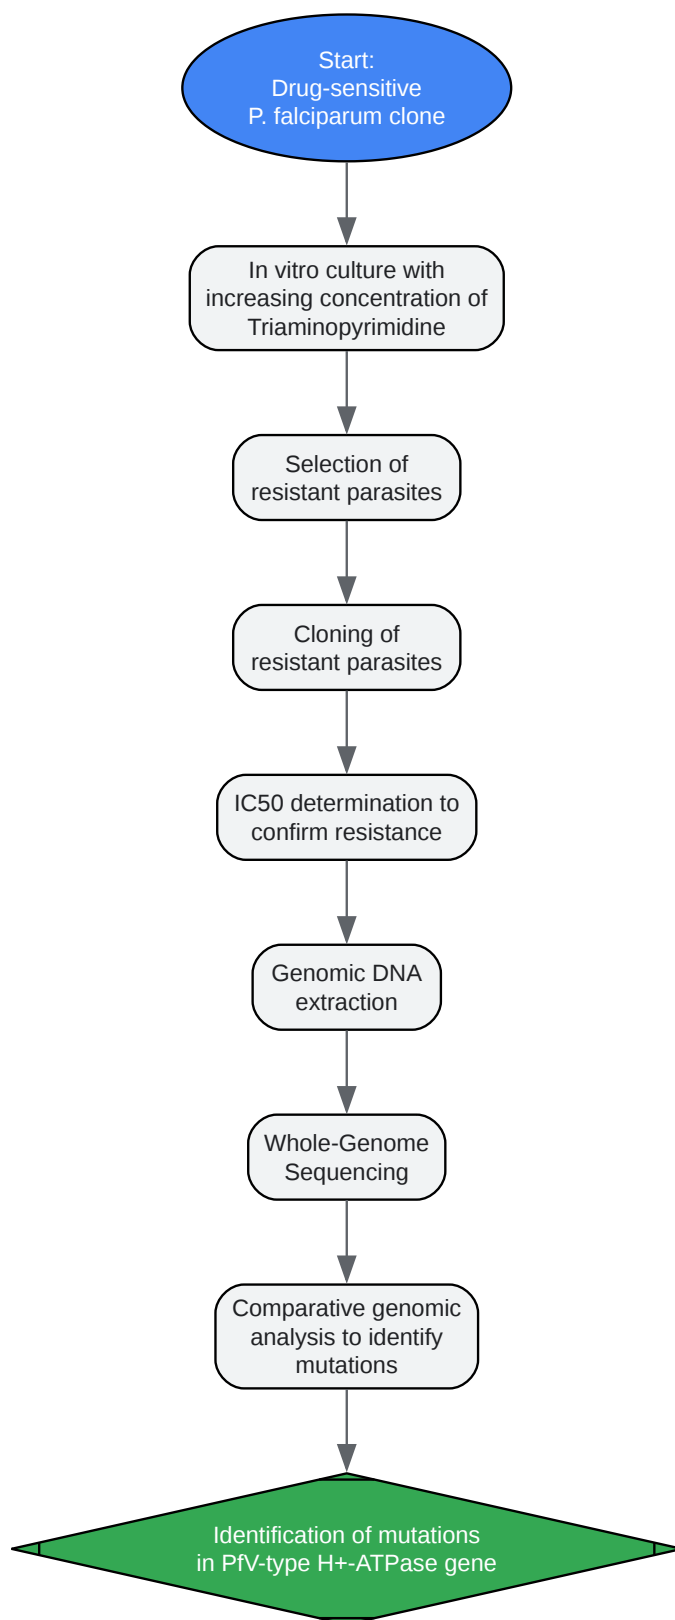 Start:
Drug-sensitive
P. falciparum clone
In vitro culture with
increasing concentration of
Triaminopyrimidine
Selection of
resistant parasites
Cloning of
resistant parasites
IC50 determination to
confirm resistance
Genomic DNA
extraction
Whole-Genome
Sequencing
Comparative genomic
analysis to identify
mutations
Identification of mutations
in PfV-type H+-ATPase gene